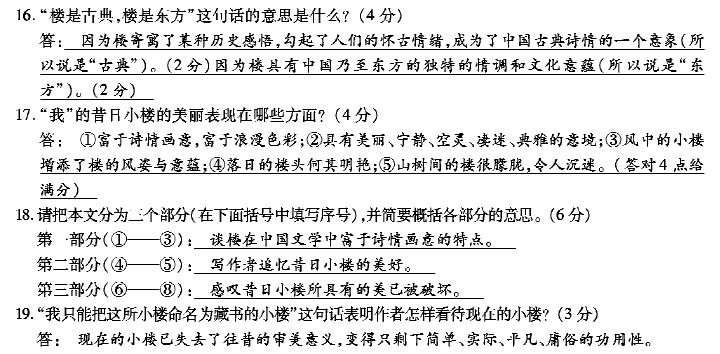 16.“楼是古典,楼是东方”这句话的意思是什么?(4 分)
答: 因为楼寄寓了某种历史感悟,勾起了人们的怀古情绪,成为了中国古典诗情的一个意象(所
以说是“古典”)。(2 分)因为楼具有中国乃至东方的独特的情调和文化意蕴(所以说是“东
方”)。(2 分)
17.“我”的昔日小楼的美丽表现在哪些方面?(4 分)
答: ①富于诗情画意,富于浪漫色彩;②具有美丽、宁静、空灵、凄迷、典雅的意境;③风中的小楼
增添了楼的风姿与意蕴;④落日的楼头何其明艳;⑤山树间的楼很朦胧,令人沉迷。(答对4点给
满分)
18.请把本文分为三个部分(在下面括号中填写序号),并简要概括各部分的意思。(6 分)
第一部分(①——③): 谈楼在中国文学中富于诗情画意的特点。
第二部分(④——⑤): 写作者追忆昔日小楼的美好。
第三部分(⑥——⑧): 感叹昔日小楼所具有的美已被破坏。
19.“我只能把这所小楼命名为藏书的小楼”这句话表明作者怎样看待现在的小楼?(3 分)
答: 现在的小楼已失去了往昔的审美意义,变得只剩下简单、实际、平凡、庸俗的功用性。